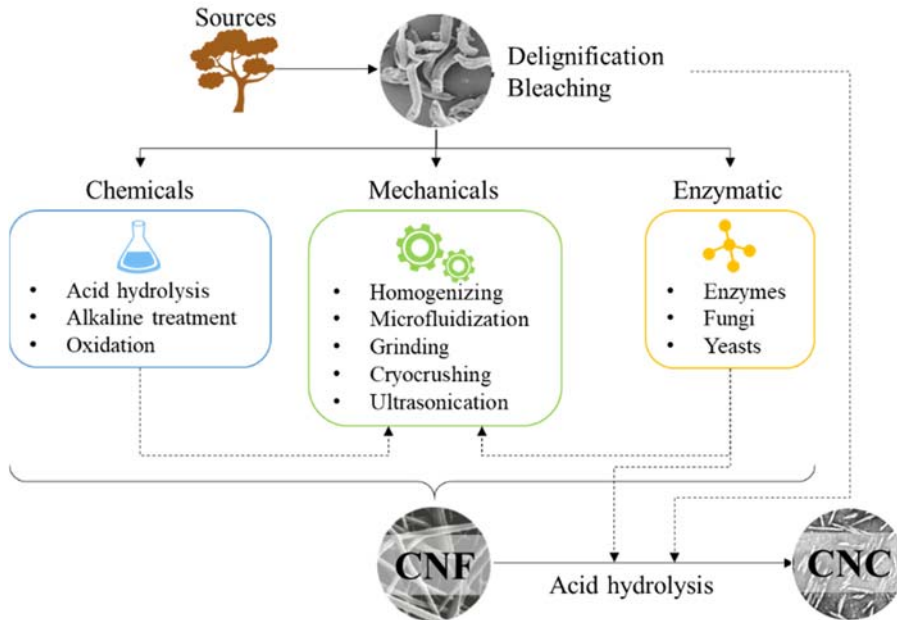 Sources
Delignification
Bleaching
Chemicals
Mechanicals
Enzymatic
• Acid hydrolysis
• Alkaline treatment
• Oxidation
• Homogenizing
• Microfluidization
• Grinding
• Cryocrushing
• Ultrasonication
• Enzymes
• Fungi
• Yeasts
CNF
Acid hydrolysis
CNC